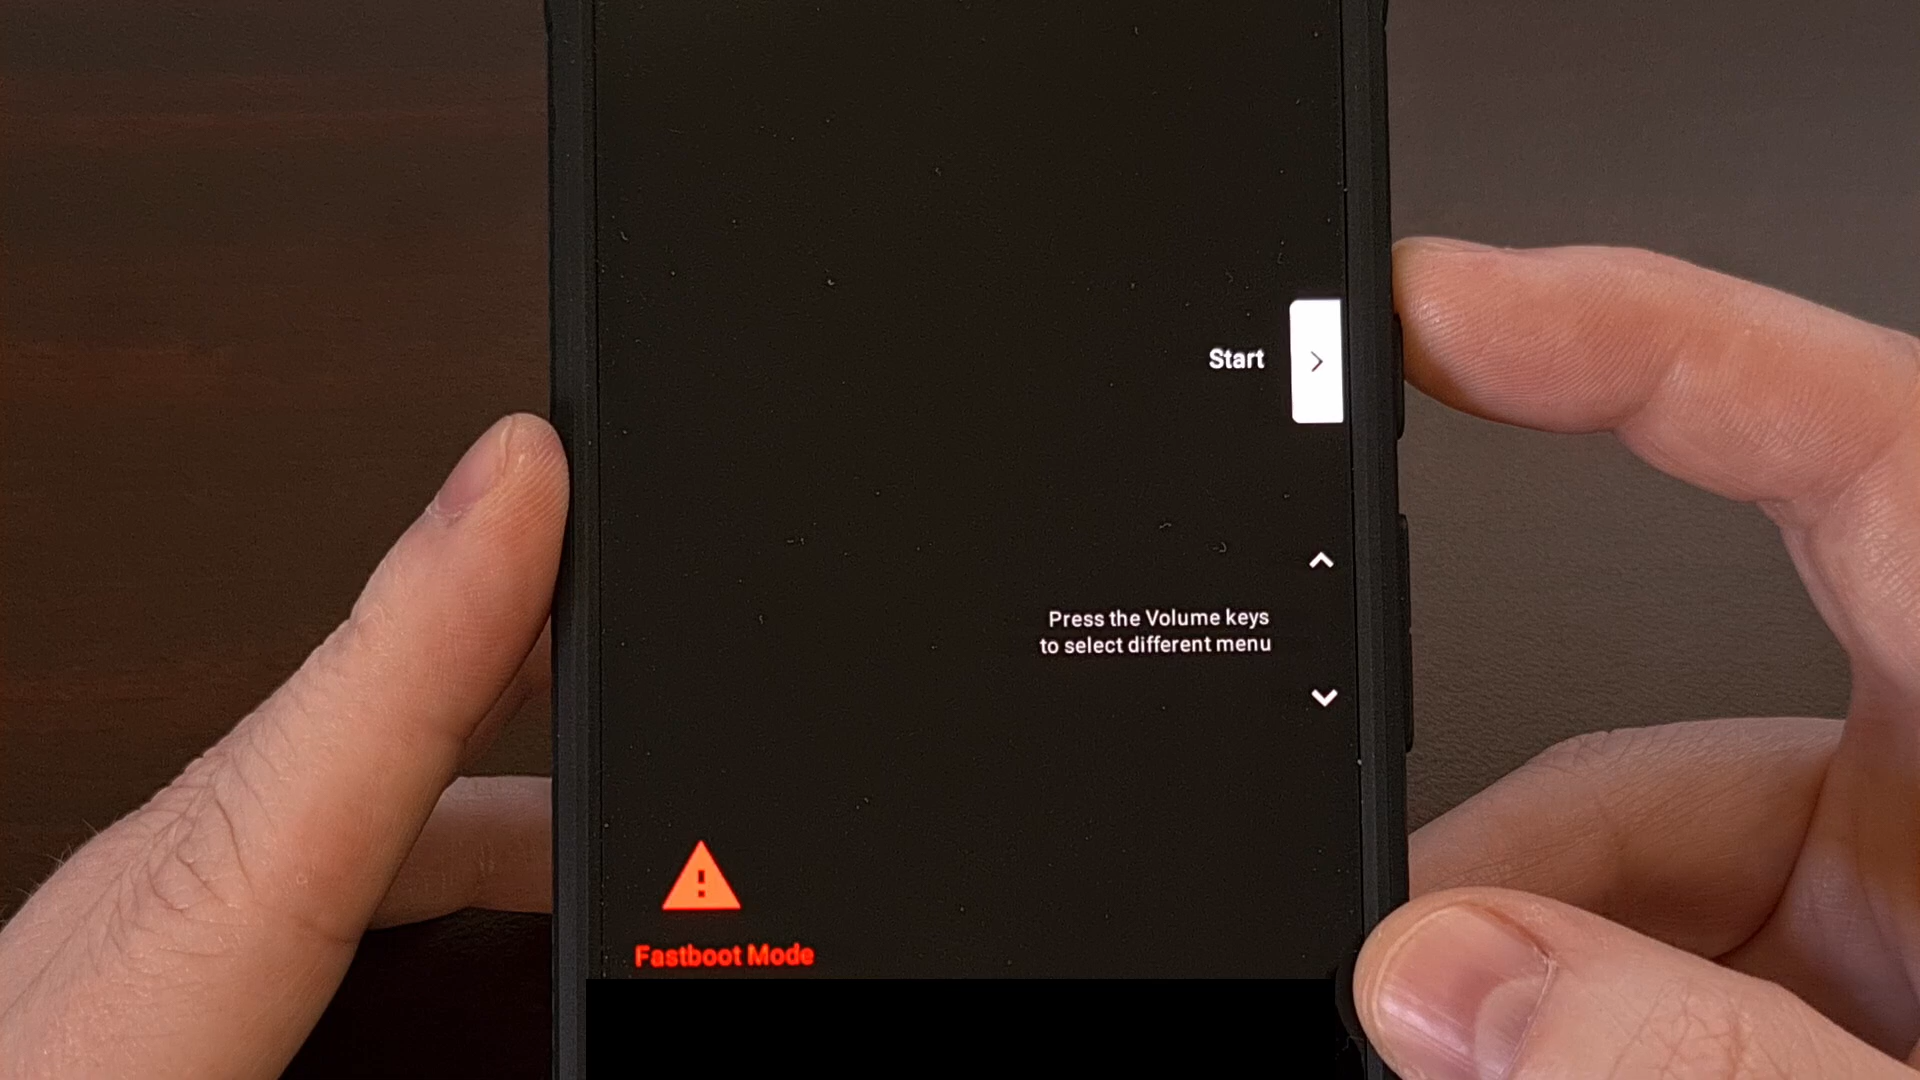 Start
Press the Volume keys
to select different menu
Fastboot Mode